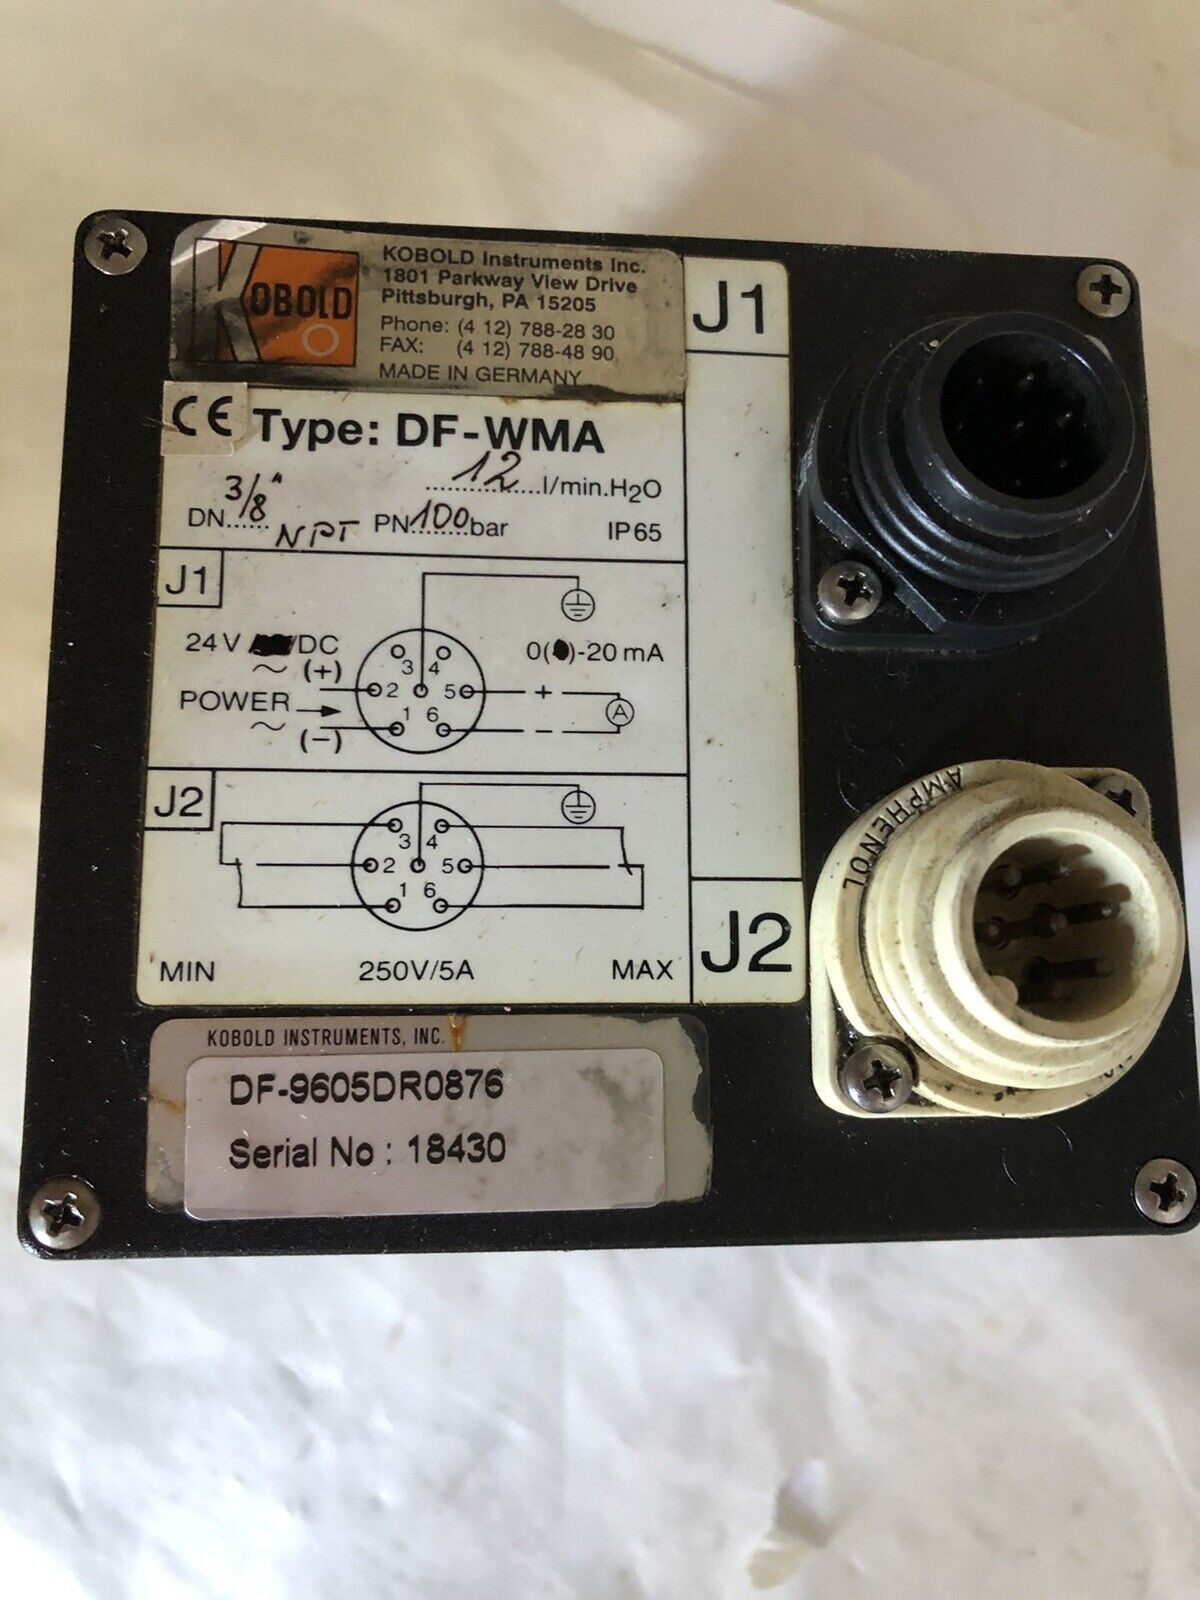 KOBOLD
KOBOLD Instruments Inc.
1801 Parkway View Drive
Pittsburgh, PA 15205
Phone: (4 12) 788-28 30
FAX: (4 12) 788-48 90
MADE IN GERMANY
J1
CE Type: DF-WMA
12 l/min.H2O
DN 3/8" NPT PN 100 bar IP65
J1
24 V /DC
0( )-20 mA
~ (+)
POWER
~ (−)
3 4
2 5
1 6
+
−
A
J2
3 4
2 5
1 6
MIN 250V/5A MAX
J2
AMPHENOL
KOBOLD INSTRUMENTS, INC.
DF-9605DR0876
Serial No : 18430